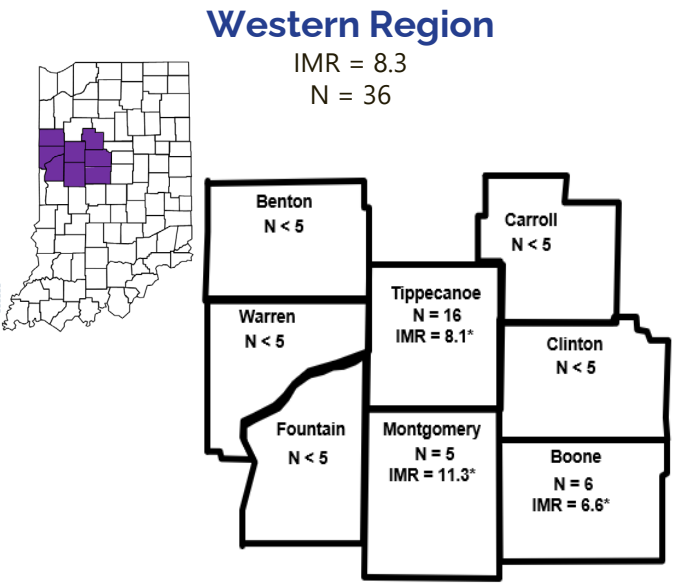 Western Region
IMR = 8.3
N = 36
Benton
N < 5
Carroll
N < 5
Tippecanoe
N = 16
IMR = 8.1*
Warren
N < 5
Clinton
N < 5
Fountain
N < 5
Montgomery
N = 5
IMR = 11.3*
Boone
N = 6
IMR = 6.6*